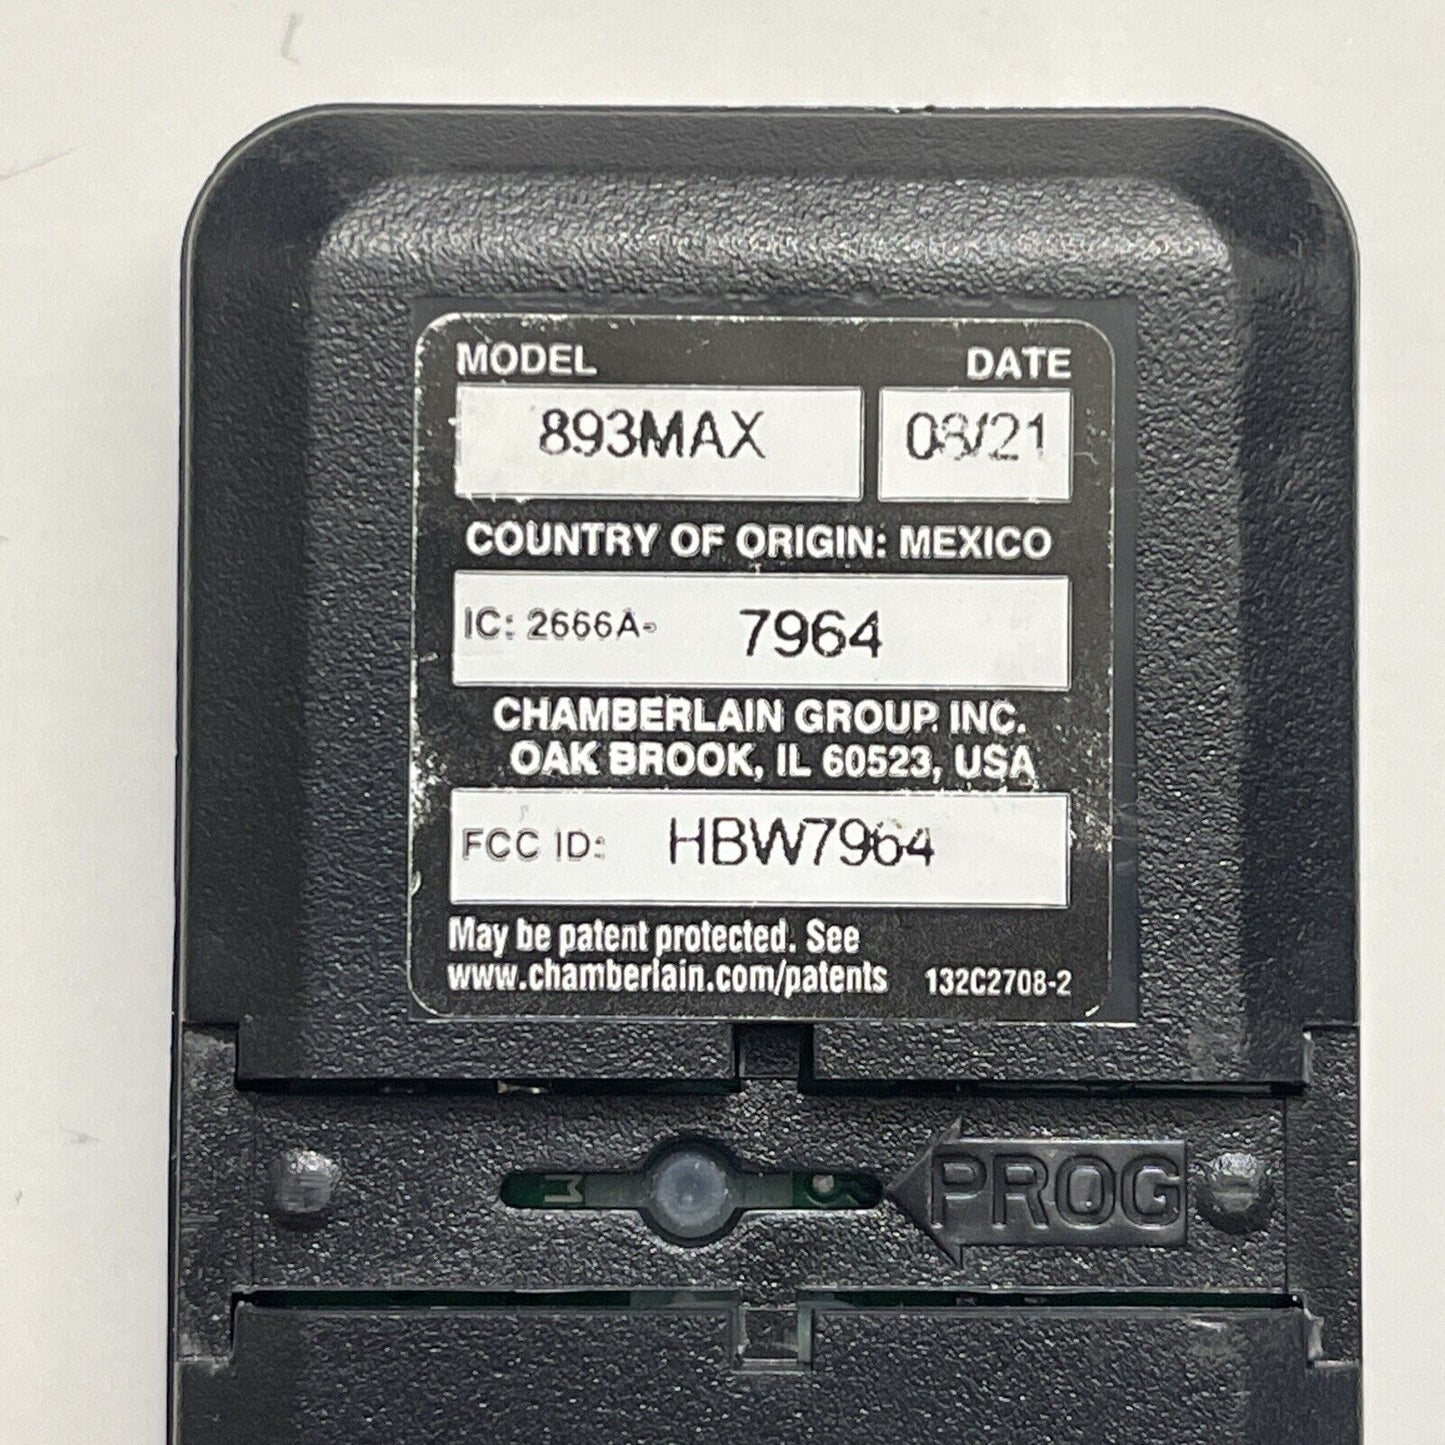 MODEL DATE
893MAX 08/21
COUNTRY OF ORIGIN: MEXICO
IC: 2666A- 7964
CHAMBERLAIN GROUP INC.
OAK BROOK, IL 60523, USA
FCC ID: HBW7964
May be patent protected. See
www.chamberlain.com/patents 132C2708-2
PROG